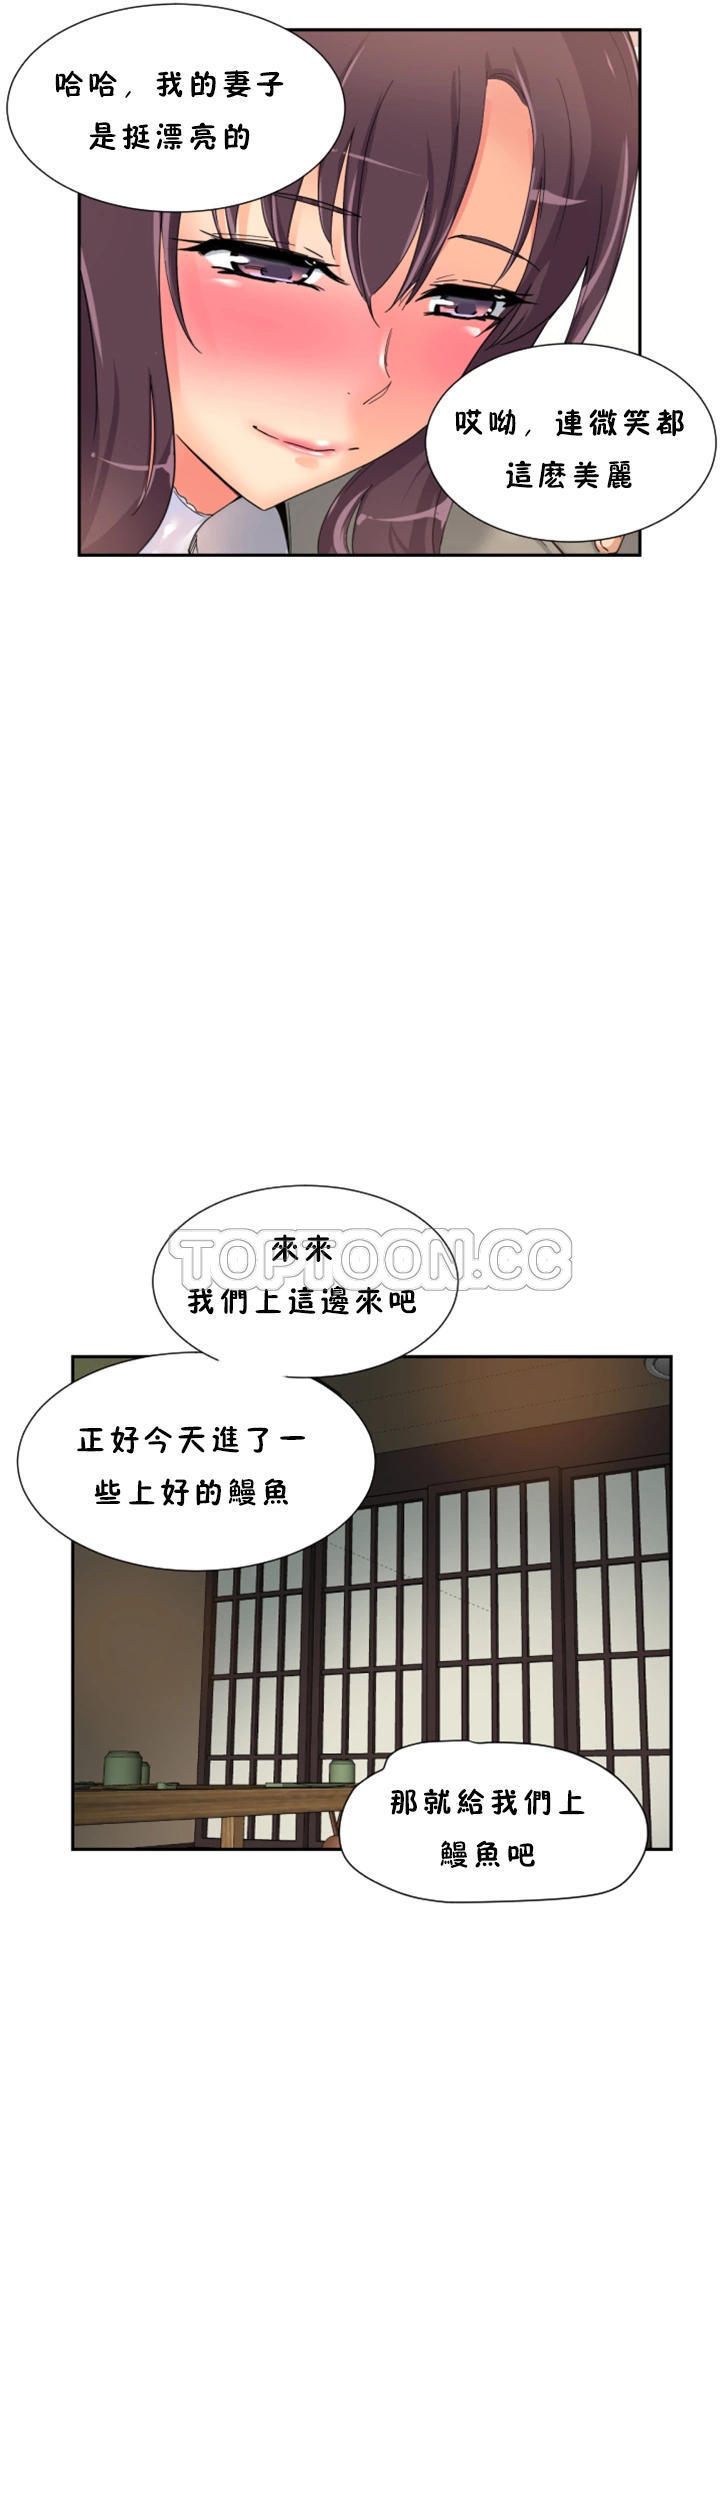 哈哈，我的妻子
是挺漂亮的
哎呦，連微笑都
這麽美麗
TOPTOON.CC
來來
我們上這邊來吧
正好今天進了一
些上好的鰻魚
那就給我們上
鰻魚吧